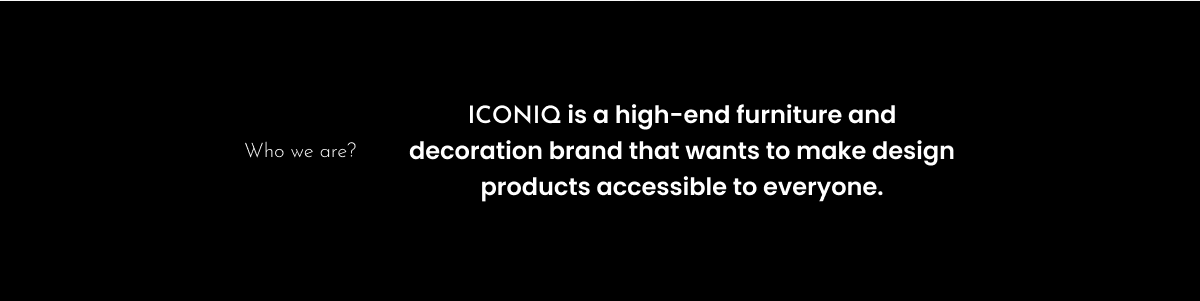 Who we are?
ICONIQ is a high-end furniture and
decoration brand that wants to make design
products accessible to everyone.